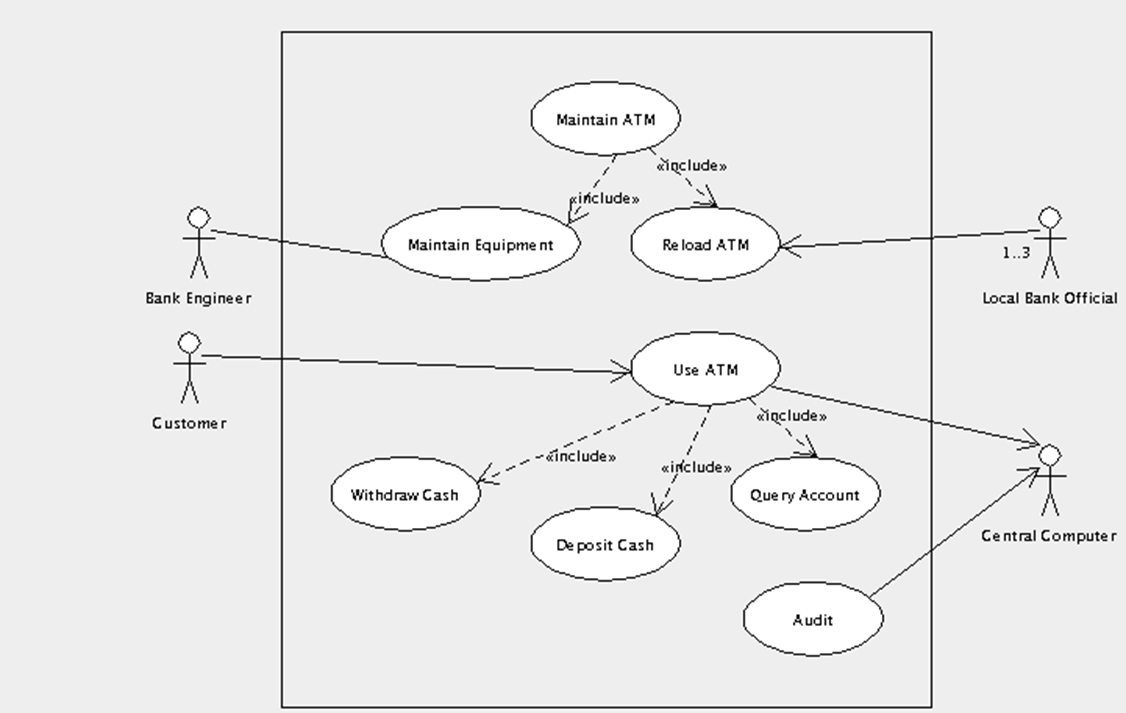 Maintain ATM
«include»
«include»
Maintain Equipment
Reload ATM
1..3
Bank Engineer
Local Bank Official
Use ATM
Customer
«include»
«include»
«include»
Withdraw Cash
Query Account
Deposit Cash
Central Computer
Audit